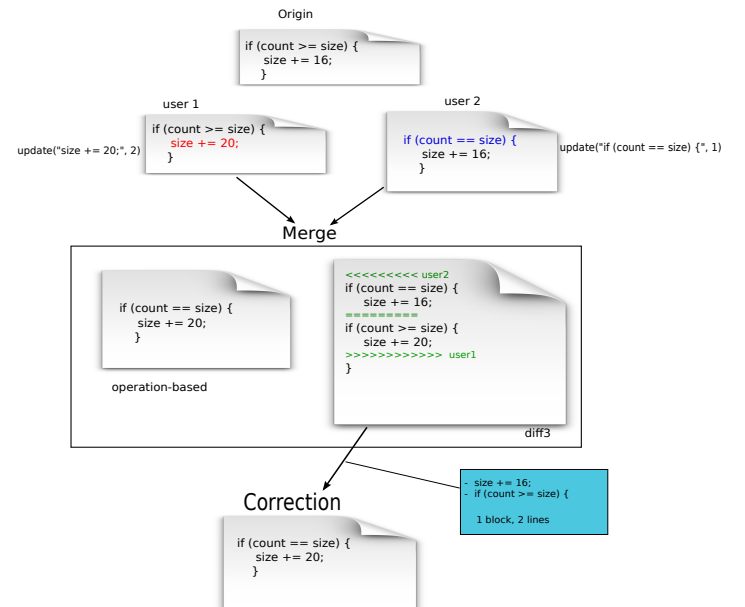 Origin
if (count >= size) {
size += 16;
}
user 1
user 2
update("size += 20;", 2)
if (count >= size) {
size += 20;
}
if (count == size) {
size += 16;
}
update("if (count == size) {", 1)
Merge
if (count == size) {
size += 20;
}
operation-based
<<<<<<<<< user2
if (count == size) {
size += 16;
=========
if (count >= size) {
size += 20;
>>>>>>>>>>>> user1
}
diff3
- size += 16;
- if (count >= size) {
1 block, 2 lines
Correction
if (count == size) {
size += 20;
}